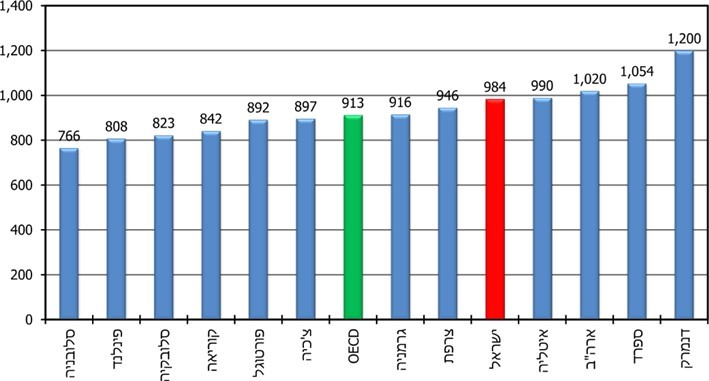 1,400
1,200
1,000
800
600
400
200
0
766
808
823
842
892
897
913
916
946
984
990
1,020
1,054
1,200
סלובניה
פינלנד
סלובקיה
קוריאה
פורטוגל
צ'כיה
OECD
גרמניה
צרפת
ישראל
איטליה
ארה"ב
ספרד
דנמרק